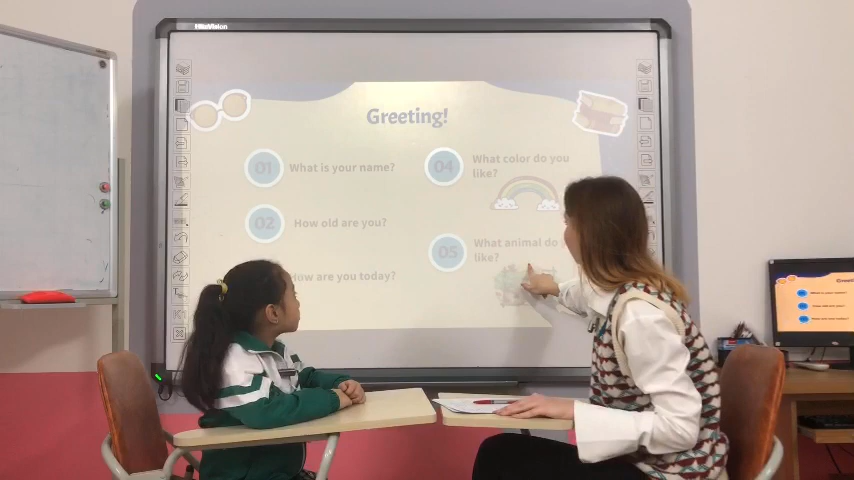 HiteVision
Greeting!
01 What is your name?
02 How old are you?
How are you today?
04 What color do you
like?
05 What animal do
like?